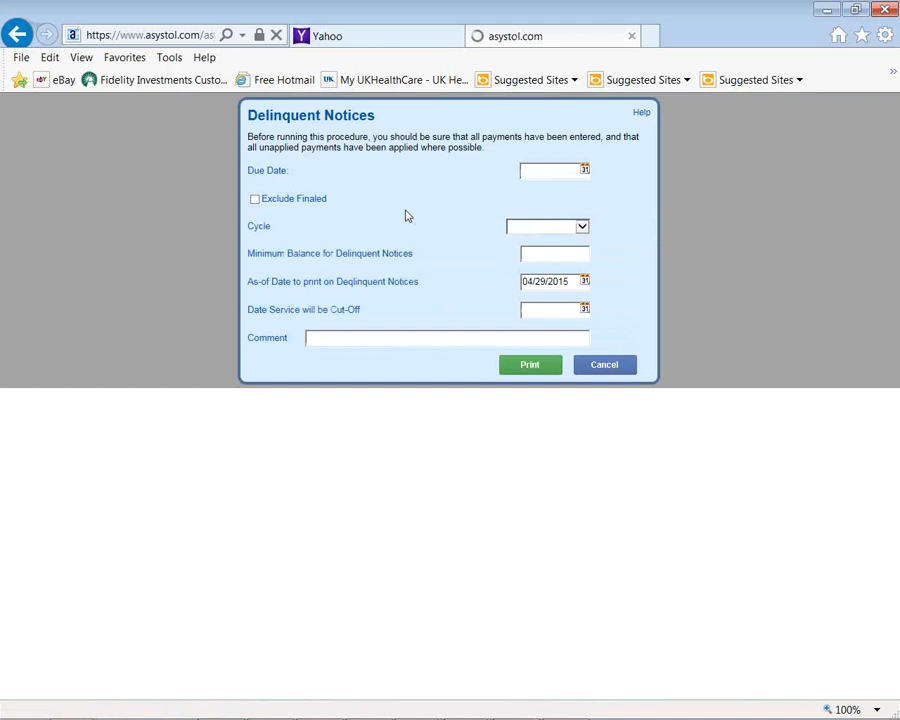 https://www.asystol.com/as
Yahoo
asystol.com
File Edit View Favorites Tools Help
eBay Fidelity Investments Custo... Free Hotmail My UKHealthCare - UK He... Suggested Sites Suggested Sites Suggested Sites
Delinquent Notices
Help
Before running this procedure, you should be sure that all payments have been entered, and that
all unapplied payments have been applied where possible.
Due Date:
Exclude Finaled
Cycle
Minimum Balance for Delinquent Notices
As-of Date to print on Deqlinquent Notices 04/29/2015
Date Service will be Cut-Off
Comment
Print Cancel
100%